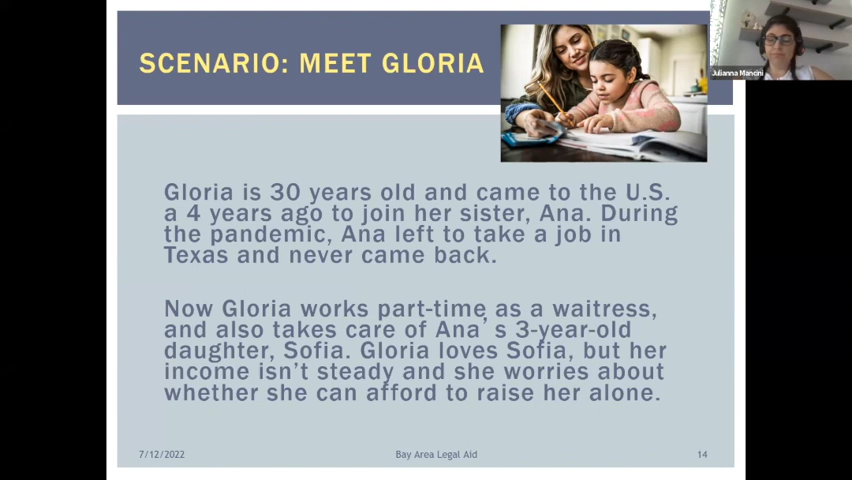 SCENARIO: MEET GLORIA
Julianna Mancini
Gloria is 30 years old and came to the U.S.
a 4 years ago to join her sister, Ana. During
the pandemic, Ana left to take a job in
Texas and never came back.
Now Gloria works part-time as a waitress,
and also takes care of Ana’ s 3-year-old
daughter, Sofia. Gloria loves Sofia, but her
income isn’t steady and she worries about
whether she can afford to raise her alone.
7/12/2022
Bay Area Legal Aid
14